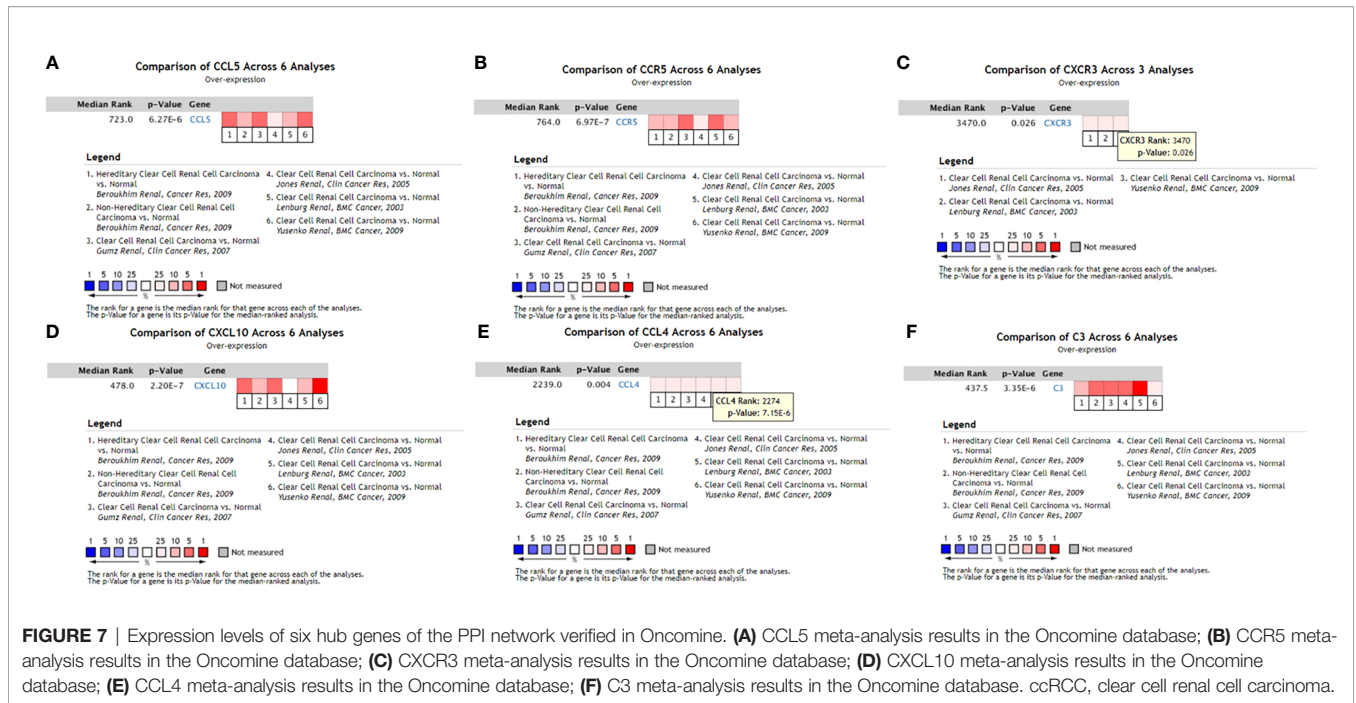 A
Comparison of CCL5 Across 6 Analyses
Over-expression
Median Rank p-Value Gene
723.0 6.27E-6 CCL5
1 2 3 4 5 6
Legend
1. Hereditary Clear Cell Renal Cell Carcinoma
vs. Normal
Beroukhim Renal, Cancer Res, 2009
2. Non-Hereditary Clear Cell Renal Cell
Carcinoma vs. Normal
Beroukhim Renal, Cancer Res, 2009
3. Clear Cell Renal Cell Carcinoma vs. Normal
Gumz Renal, Clin Cancer Res, 2007
4. Clear Cell Renal Cell Carcinoma vs. Normal
Jones Renal, Clin Cancer Res, 2005
5. Clear Cell Renal Cell Carcinoma vs. Normal
Lenburg Renal, BMC Cancer, 2003
6. Clear Cell Renal Cell Carcinoma vs. Normal
Yusenko Renal, BMC Cancer, 2009
1 5 10 25 25 10 5 1
Not measured
%
The rank for a gene is the median rank for that gene across each of the analyses.
The p-Value for a gene is its p-Value for the median-ranked analysis.
B
Comparison of CCR5 Across 6 Analyses
Over-expression
Median Rank p-Value Gene
764.0 6.97E-7 CCR5
1 2 3 4 5 6
Legend
1. Hereditary Clear Cell Renal Cell Carcinoma
vs. Normal
Beroukhim Renal, Cancer Res, 2009
2. Non-Hereditary Clear Cell Renal Cell
Carcinoma vs. Normal
Beroukhim Renal, Cancer Res, 2009
3. Clear Cell Renal Cell Carcinoma vs. Normal
Gumz Renal, Clin Cancer Res, 2007
4. Clear Cell Renal Cell Carcinoma vs. Normal
Jones Renal, Clin Cancer Res, 2005
5. Clear Cell Renal Cell Carcinoma vs. Normal
Lenburg Renal, BMC Cancer, 2003
6. Clear Cell Renal Cell Carcinoma vs. Normal
Yusenko Renal, BMC Cancer, 2009
1 5 10 25 25 10 5 1
Not measured
%
The rank for a gene is the median rank for that gene across each of the analyses.
The p-Value for a gene is its p-Value for the median-ranked analysis.
C
Comparison of CXCR3 Across 3 Analyses
Over-expression
Median Rank p-Value Gene
3470.0 0.026 CXCR3
1 2
CXCR3 Rank: 3470
p-Value: 0.026
Legend
1. Clear Cell Renal Cell Carcinoma vs. Normal
Jones Renal, Clin Cancer Res, 2005
2. Clear Cell Renal Cell Carcinoma vs. Normal
Lenburg Renal, BMC Cancer, 2003
3. Clear Cell Renal Cell Carcinoma vs. Normal
Yusenko Renal, BMC Cancer, 2009
1 5 10 25 25 10 5 1
Not measured
%
The rank for a gene is the median rank for that gene across each of the analyses.
The p-Value for a gene is its p-Value for the median-ranked analysis.
D
Comparison of CXCL10 Across 6 Analyses
Over-expression
Median Rank p-Value Gene
478.0 2.20E-7 CXCL10
1 2 3 4 5 6
Legend
1. Hereditary Clear Cell Renal Cell Carcinoma
vs. Normal
Beroukhim Renal, Cancer Res, 2009
2. Non-Hereditary Clear Cell Renal Cell
Carcinoma vs. Normal
Beroukhim Renal, Cancer Res, 2009
3. Clear Cell Renal Cell Carcinoma vs. Normal
Gumz Renal, Clin Cancer Res, 2007
4. Clear Cell Renal Cell Carcinoma vs. Normal
Jones Renal, Clin Cancer Res, 2005
5. Clear Cell Renal Cell Carcinoma vs. Normal
Lenburg Renal, BMC Cancer, 2003
6. Clear Cell Renal Cell Carcinoma vs. Normal
Yusenko Renal, BMC Cancer, 2009
1 5 10 25 25 10 5 1
Not measured
%
The rank for a gene is the median rank for that gene across each of the analyses.
The p-Value for a gene is its p-Value for the median-ranked analysis.
E
Comparison of CCL4 Across 6 Analyses
Over-expression
Median Rank p-Value Gene
2239.0 0.004 CCL4
1 2 3 4
CCL4 Rank: 2274
p-Value: 7.15E-6
Legend
1. Hereditary Clear Cell Renal Cell Carcinoma
vs. Normal
Beroukhim Renal, Cancer Res, 2009
2. Non-Hereditary Clear Cell Renal Cell
Carcinoma vs. Normal
Beroukhim Renal, Cancer Res, 2009
3. Clear Cell Renal Cell Carcinoma vs. Normal
Gumz Renal, Clin Cancer Res, 2007
4. Clear Cell Renal Cell Carcinoma vs. Normal
Jones Renal, Clin Cancer Res, 2005
5. Clear Cell Renal Cell Carcinoma vs. Normal
Lenburg Renal, BMC Cancer, 2003
6. Clear Cell Renal Cell Carcinoma vs. Normal
Yusenko Renal, BMC Cancer, 2009
1 5 10 25 25 10 5 1
Not measured
%
The rank for a gene is the median rank for that gene across each of the analyses.
The p-Value for a gene is its p-Value for the median-ranked analysis.
F
Comparison of C3 Across 6 Analyses
Over-expression
Median Rank p-Value Gene
437.5 3.35E-6 C3
1 2 3 4 5 6
Legend
1. Hereditary Clear Cell Renal Cell Carcinoma
vs. Normal
Beroukhim Renal, Cancer Res, 2009
2. Non-Hereditary Clear Cell Renal Cell
Carcinoma vs. Normal
Beroukhim Renal, Cancer Res, 2009
3. Clear Cell Renal Cell Carcinoma vs. Normal
Gumz Renal, Clin Cancer Res, 2007
4. Clear Cell Renal Cell Carcinoma vs. Normal
Jones Renal, Clin Cancer Res, 2005
5. Clear Cell Renal Cell Carcinoma vs. Normal
Lenburg Renal, BMC Cancer, 2003
6. Clear Cell Renal Cell Carcinoma vs. Normal
Yusenko Renal, BMC Cancer, 2009
1 5 10 25 25 10 5 1
Not measured
%
The rank for a gene is the median rank for that gene across each of the analyses.
The p-Value for a gene is its p-Value for the median-ranked analysis.
FIGURE 7 | Expression levels of six hub genes of the PPI network verified in Oncomine. (A) CCL5 meta-analysis results in the Oncomine database; (B) CCR5 meta-
analysis results in the Oncomine database; (C) CXCR3 meta-analysis results in the Oncomine database; (D) CXCL10 meta-analysis results in the Oncomine
database; (E) CCL4 meta-analysis results in the Oncomine database; (F) C3 meta-analysis results in the Oncomine database. ccRCC, clear cell renal cell carcinoma.